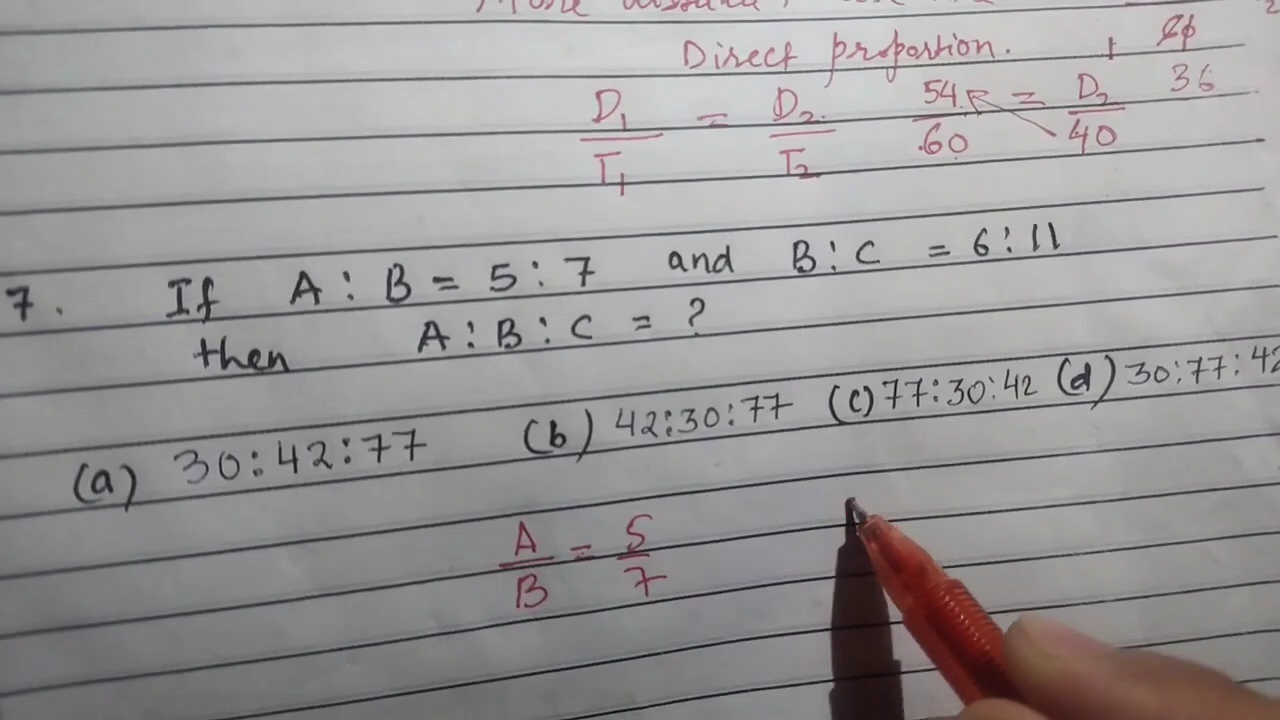 Direct proportion.
D1/T1 = D2/T2 54/60 = D2/40 36
7. If A : B = 5 : 7 and B : C = 6 : 11
then A : B : C = ?
(a) 30:42:77 (b) 42:30:77 (c) 77:30:42 (d) 30:77:42
A/B = 5/7